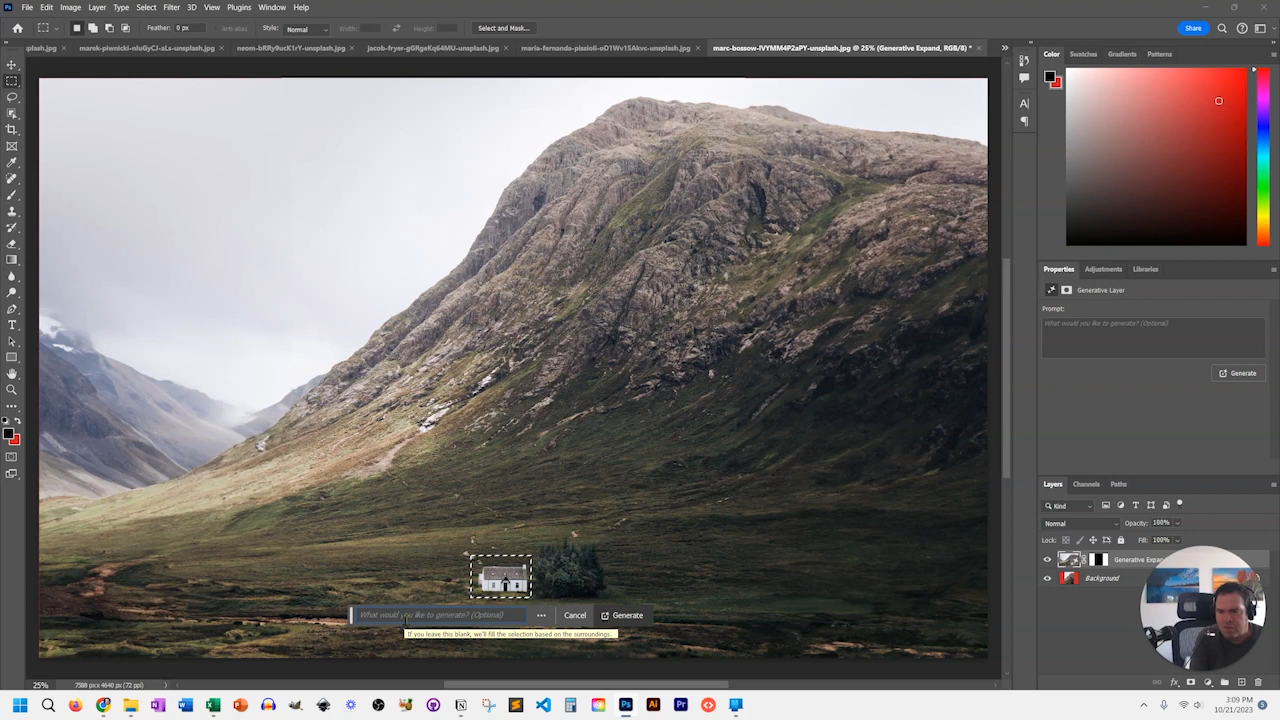 File Edit Image Layer Type Select Filter 3D View Plugins Window Help
Feather: 0 px Anti-alias Style: Normal Width: Height: Select and Mask...
Share
splash.jpg × marek-piwnicki-nluGyCJ-aLs-unsplash.jpg × neom-bRRy9ucK1rY-unsplash.jpg × jacob-fryer-gGRgeKq64MU-unsplash.jpg × maria-fernanda-pissioli-oD1Wv15Akvc-unsplash.jpg × marc-bossow-IVYMM4P2aPY-unsplash.jpg @ 25% (Generative Expand, RGB/8) * ×
Color Swatches Gradients Patterns
Properties Adjustments Libraries
Generative Layer
Prompt:
What would you like to generate? (Optional)
Generate
Layers Channels Paths
Kind
Normal Opacity: 100%
Lock: Fill: 100%
Generative Expan
Background
What would you like to generate? (Optional) ... Cancel Generate
If you leave this blank, we'll fill the selection based on the surroundings.
25% 7588 px x 4640 px (72 ppi)
3:09 PM
10/21/2023